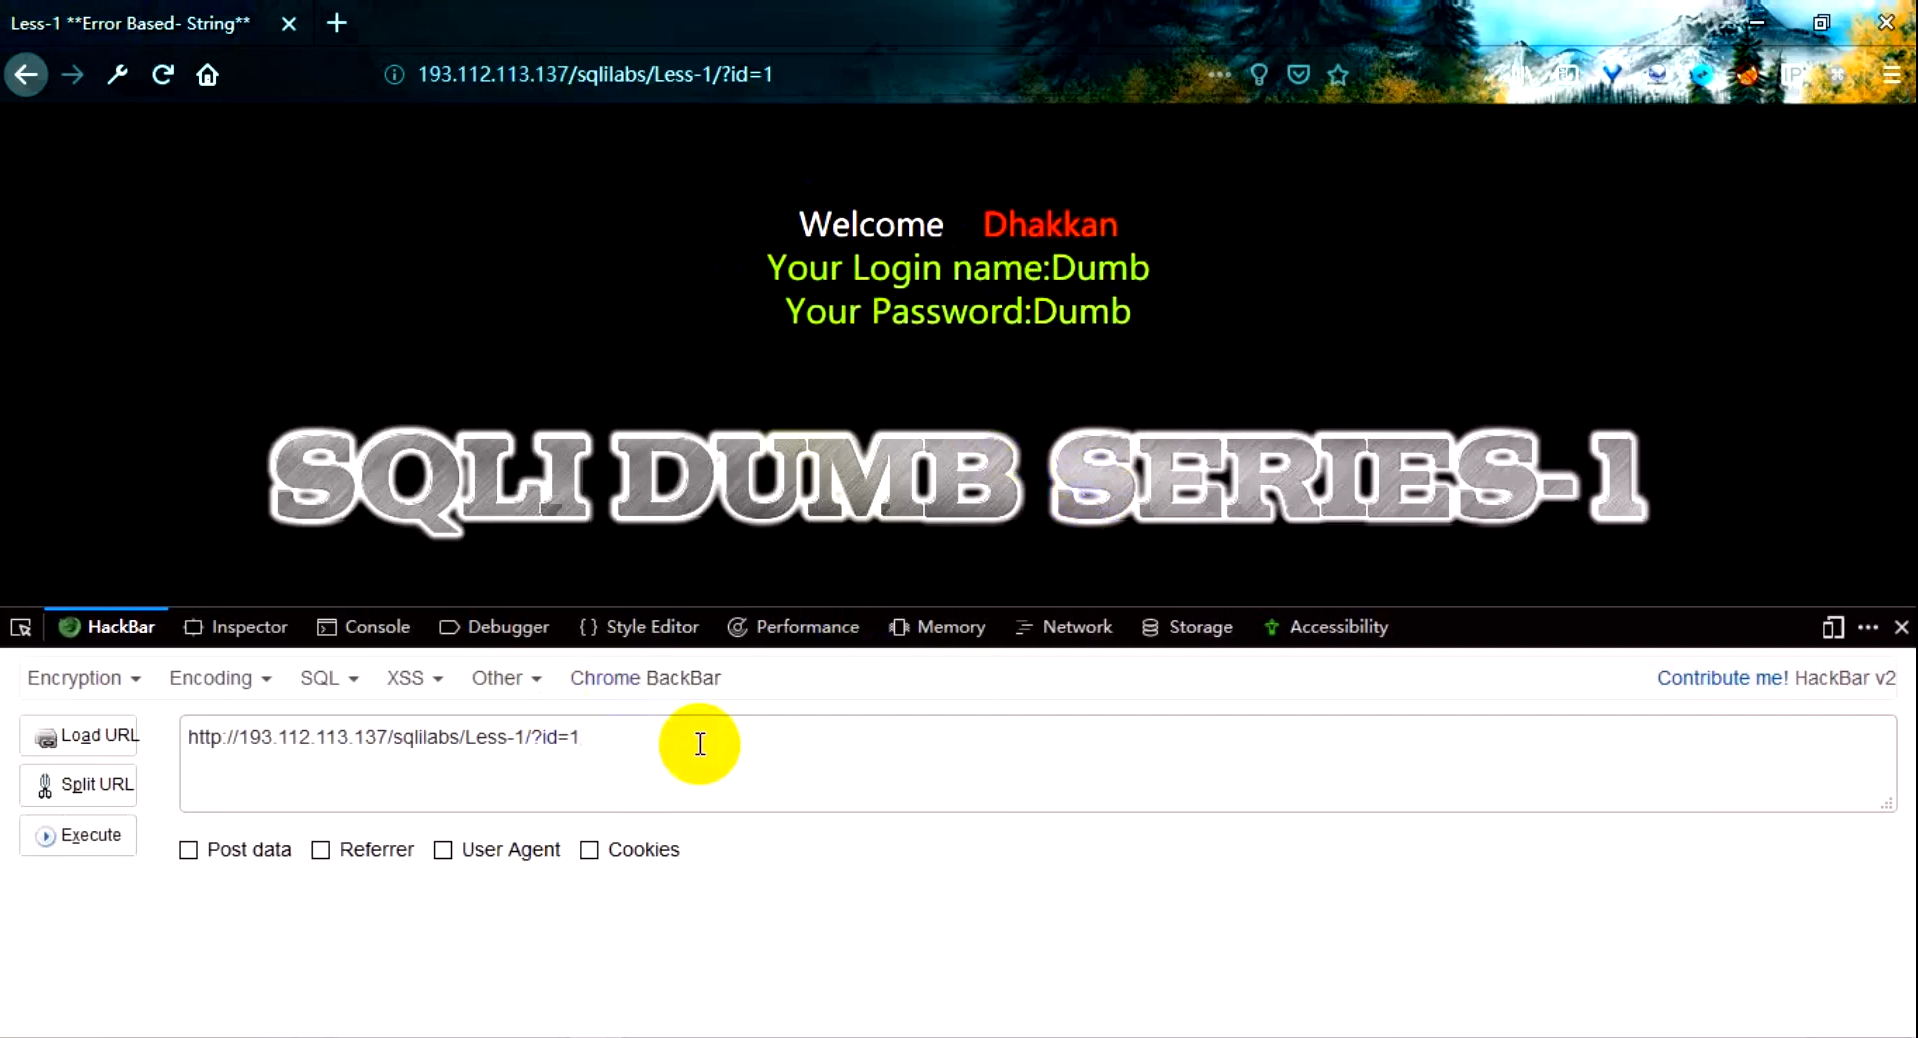 Less-1 **Error Based- String**
193.112.113.137/sqlilabs/Less-1/?id=1
IP
Welcome Dhakkan
Your Login name:Dumb
Your Password:Dumb
SQLI DUMB SERIES-1
HackBar Inspector Console Debugger Style Editor Performance Memory Network Storage Accessibility
Encryption Encoding SQL XSS Other Chrome BackBar Contribute me! HackBar v2
Load URL http://193.112.113.137/sqlilabs/Less-1/?id=1
Split URL
Execute
Post data Referrer User Agent Cookies